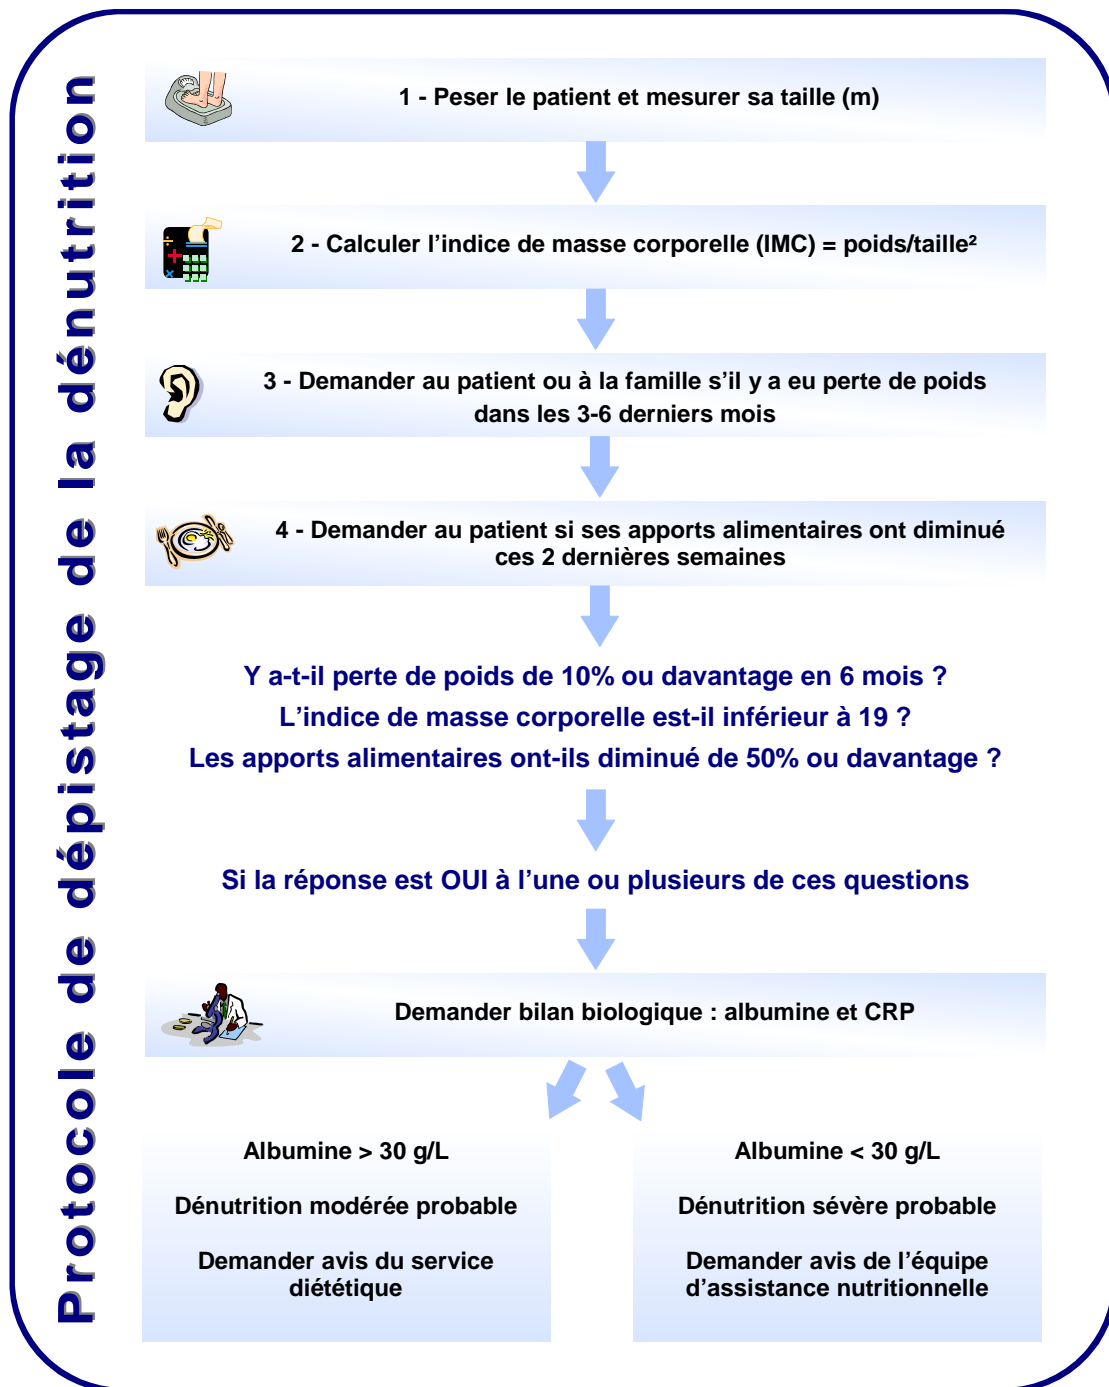 Protocole de dépistage de la dénutrition
1 - Peser le patient et mesurer sa taille (m)
2 - Calculer l’indice de masse corporelle (IMC) = poids/taille²
3 - Demander au patient ou à la famille s’il y a eu perte de poids
dans les 3-6 derniers mois
4 - Demander au patient si ses apports alimentaires ont diminué
ces 2 dernières semaines
Y a-t-il perte de poids de 10% ou davantage en 6 mois ?
L’indice de masse corporelle est-il inférieur à 19 ?
Les apports alimentaires ont-ils diminué de 50% ou davantage ?
Si la réponse est OUI à l’une ou plusieurs de ces questions
Demander bilan biologique : albumine et CRP
Albumine > 30 g/L
Dénutrition modérée probable
Demander avis du service
diététique
Albumine < 30 g/L
Dénutrition sévère probable
Demander avis de l’équipe
d’assistance nutritionnelle